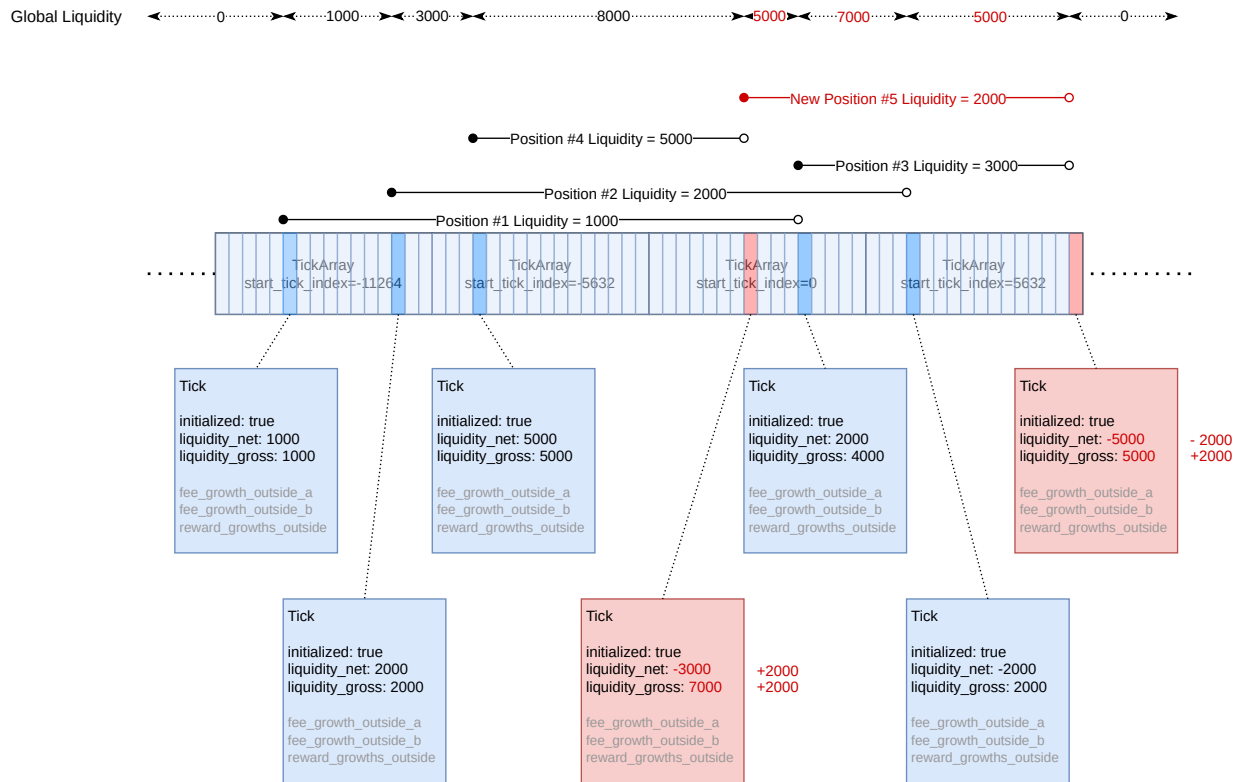 Global Liquidity
0
1000
3000
8000
5000
7000
5000
0
New Position #5 Liquidity = 2000
Position #4 Liquidity = 5000
Position #3 Liquidity = 3000
Position #2 Liquidity = 2000
Position #1 Liquidity = 1000
TickArray
start_tick_index=-11264
TickArray
start_tick_index=-5632
TickArray
start_tick_index=0
TickArray
start_tick_index=5632
Tick
initialized: true
liquidity_net: 1000
liquidity_gross: 1000
fee_growth_outside_a
fee_growth_outside_b
reward_growths_outside
Tick
initialized: true
liquidity_net: 5000
liquidity_gross: 5000
fee_growth_outside_a
fee_growth_outside_b
reward_growths_outside
Tick
initialized: true
liquidity_net: 2000
liquidity_gross: 4000
fee_growth_outside_a
fee_growth_outside_b
reward_growths_outside
Tick
initialized: true
liquidity_net: -5000
liquidity_gross: 5000
fee_growth_outside_a
fee_growth_outside_b
reward_growths_outside
- 2000
+2000
Tick
initialized: true
liquidity_net: 2000
liquidity_gross: 2000
fee_growth_outside_a
fee_growth_outside_b
reward_growths_outside
Tick
initialized: true
liquidity_net: -3000
liquidity_gross: 7000
fee_growth_outside_a
fee_growth_outside_b
reward_growths_outside
+2000
+2000
Tick
initialized: true
liquidity_net: -2000
liquidity_gross: 2000
fee_growth_outside_a
fee_growth_outside_b
reward_growths_outside